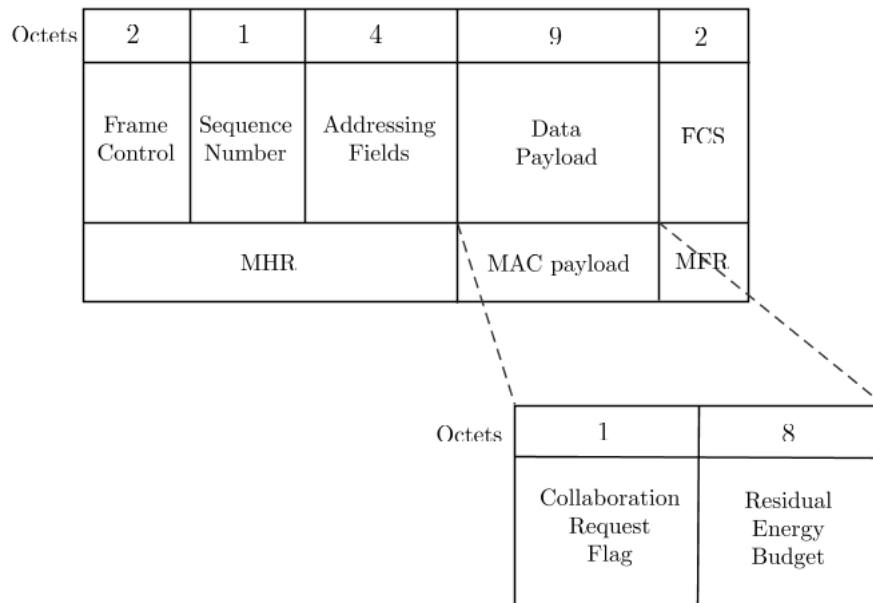 Octets 2 1 4 9 2
Frame Control
Sequence Number
Addressing Fields
Data Payload
FCS
MHR
MAC payload
MFR
Octets 1 8
Collaboration Request Flag
Residual Energy Budget